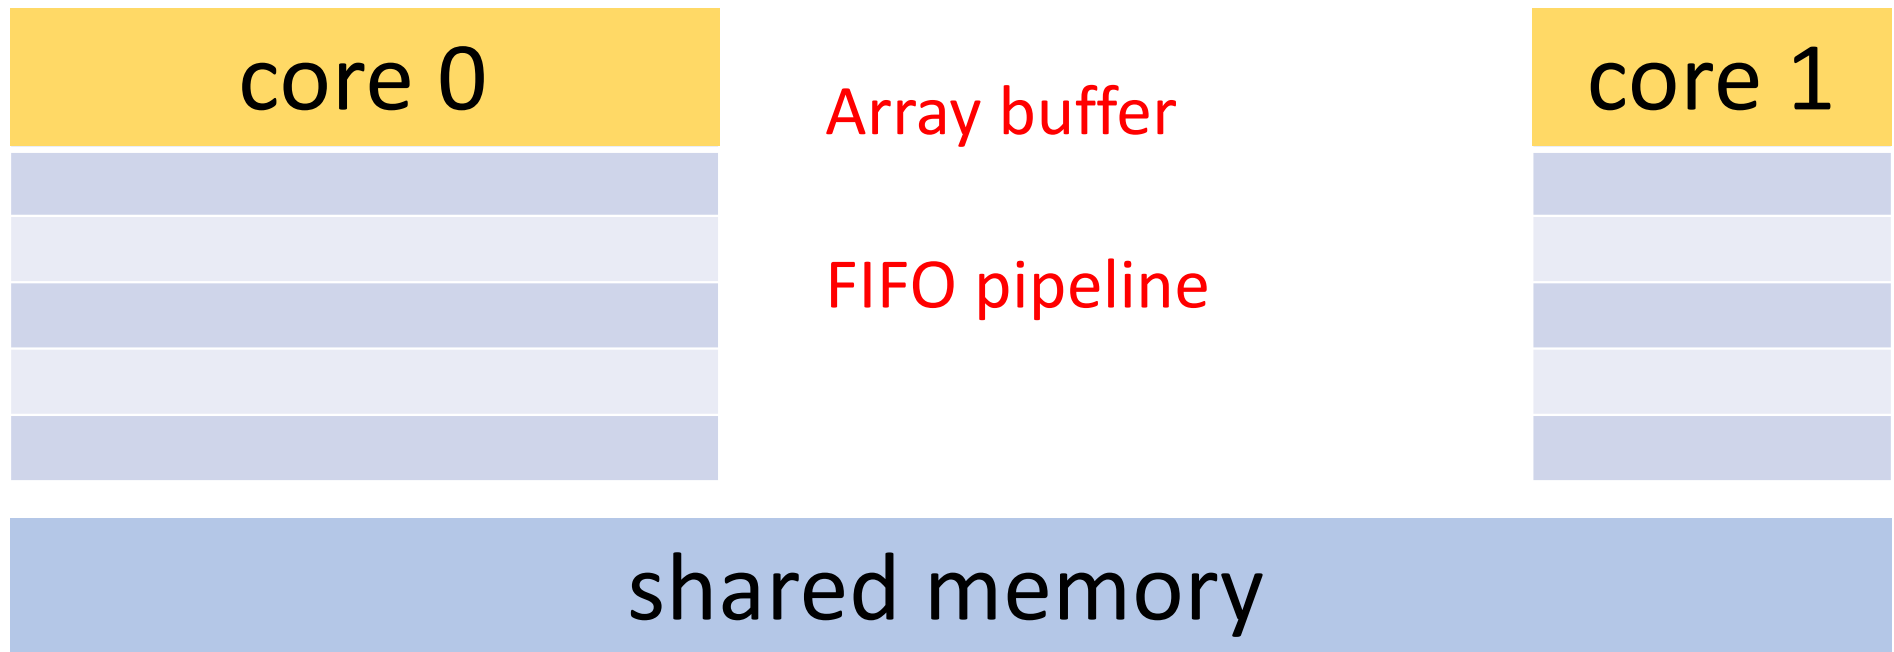 core 0
core 1
Array buffer
FIFO pipeline
shared memory